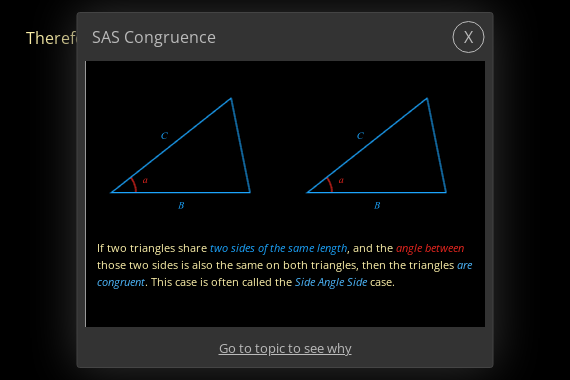 SAS Congruence
X
C
a
B
C
a
B
If two triangles share two sides of the same length, and the angle between
those two sides is also the same on both triangles, then the triangles are
congruent. This case is often called the Side Angle Side case.
Go to topic to see why